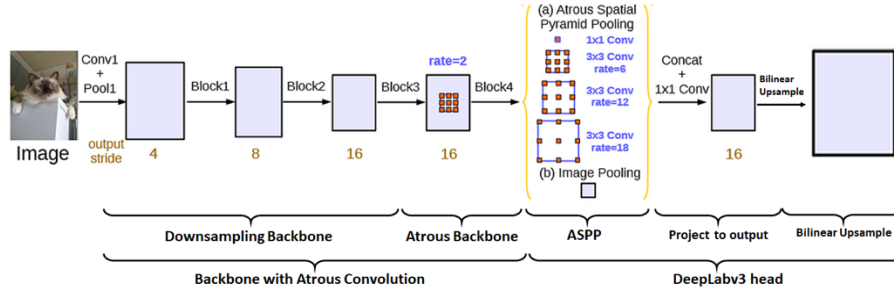 (a) Atrous Spatial
Pyramid Pooling
Conv1
+
Pool1
Block1
Block2
Block3
rate=2
Block4
1x1 Conv
3x3 Conv
rate=6
3x3 Conv
rate=12
3x3 Conv
rate=18
(b) Image Pooling
Concat
+
1x1 Conv
Bilinear
Upsample
Image
output
stride
4
8
16
16
16
Downsampling Backbone
Atrous Backbone
ASPP
Project to output
Bilinear Upsample
Backbone with Atrous Convolution
DeepLabv3 head